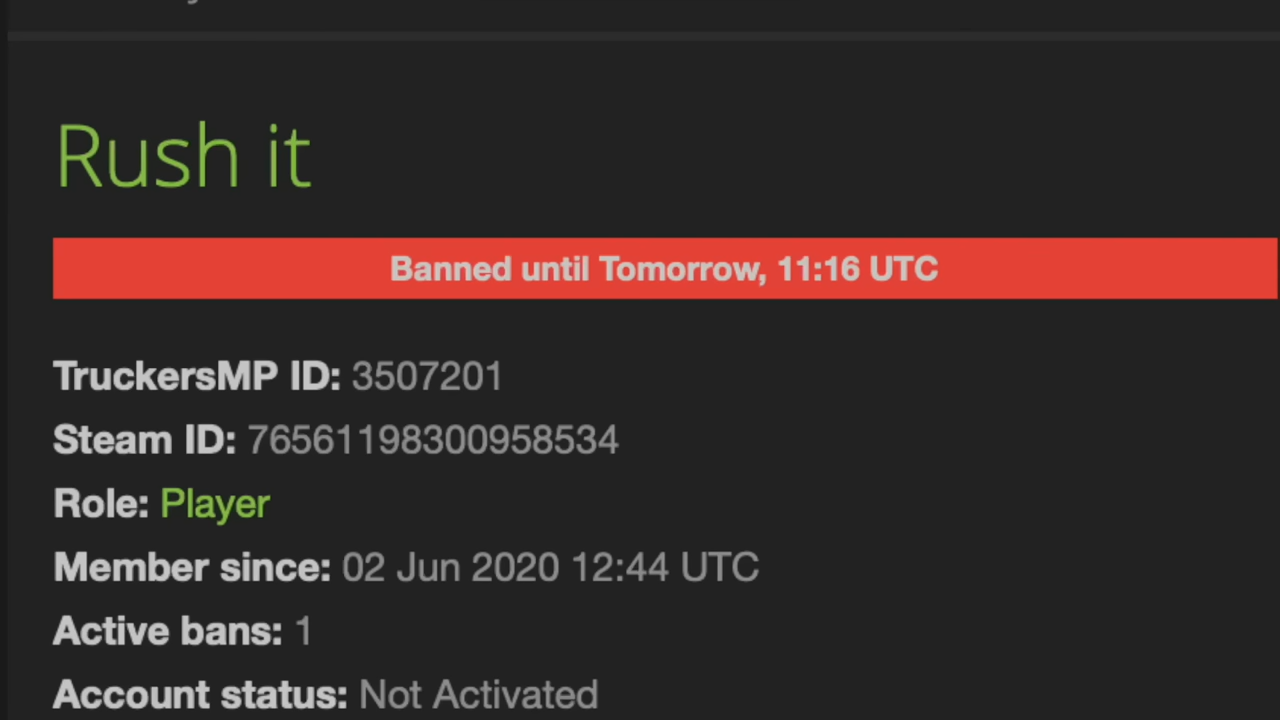 Rush it
Banned until Tomorrow, 11:16 UTC
TruckersMP ID: 3507201
Steam ID: 76561198300958534
Role: Player
Member since: 02 Jun 2020 12:44 UTC
Active bans: 1
Account status: Not Activated